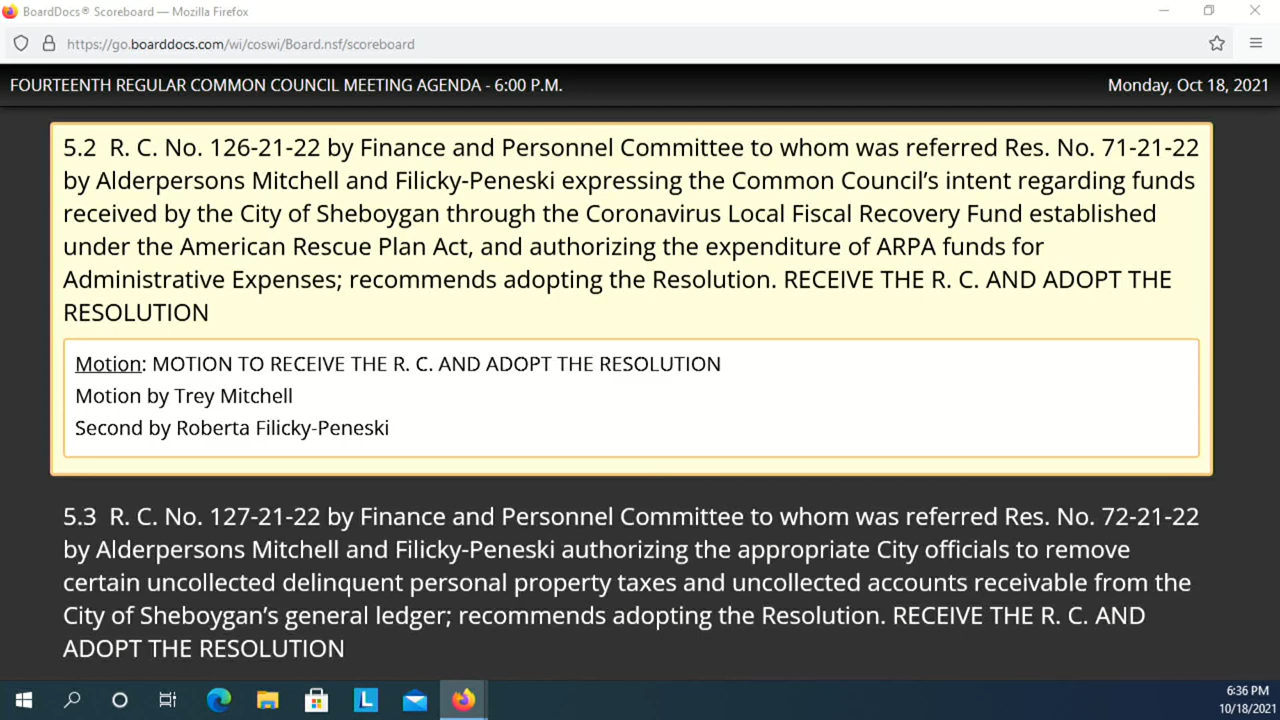 BoardDocs® Scoreboard — Mozilla Firefox
https://go.boarddocs.com/wi/coswi/Board.nsf/scoreboard
FOURTEENTH REGULAR COMMON COUNCIL MEETING AGENDA - 6:00 P.M. Monday, Oct 18, 2021
5.2 R. C. No. 126-21-22 by Finance and Personnel Committee to whom was referred Res. No. 71-21-22
by Alderpersons Mitchell and Filicky-Peneski expressing the Common Council's intent regarding funds
received by the City of Sheboygan through the Coronavirus Local Fiscal Recovery Fund established
under the American Rescue Plan Act, and authorizing the expenditure of ARPA funds for
Administrative Expenses; recommends adopting the Resolution. RECEIVE THE R. C. AND ADOPT THE
RESOLUTION
Motion: MOTION TO RECEIVE THE R. C. AND ADOPT THE RESOLUTION
Motion by Trey Mitchell
Second by Roberta Filicky-Peneski
5.3 R. C. No. 127-21-22 by Finance and Personnel Committee to whom was referred Res. No. 72-21-22
by Alderpersons Mitchell and Filicky-Peneski authorizing the appropriate City officials to remove
certain uncollected delinquent personal property taxes and uncollected accounts receivable from the
City of Sheboygan's general ledger; recommends adopting the Resolution. RECEIVE THE R. C. AND
ADOPT THE RESOLUTION
L
6:36 PM
10/18/2021